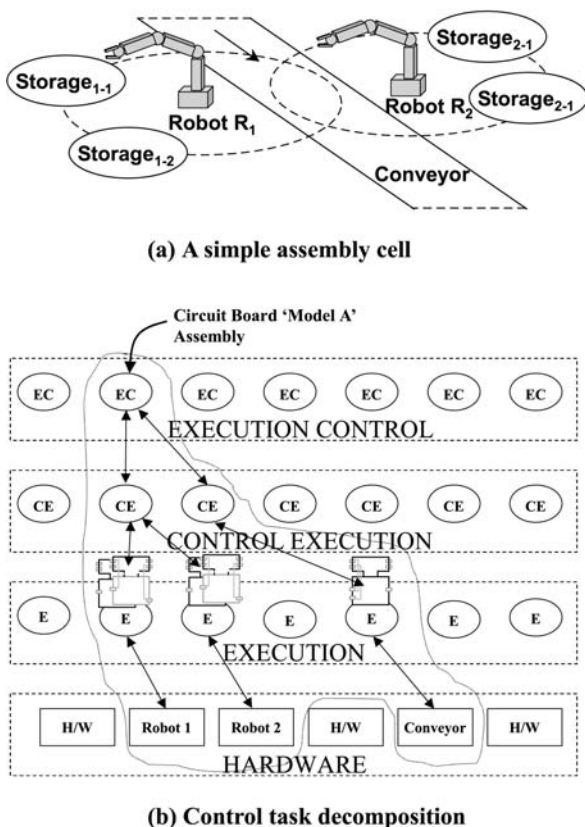 Storage1-1
Storage1-2
Robot R1
Storage2-1
Storage2-1
Robot R2
Conveyor
(a) A simple assembly cell
Circuit Board ‘Model A’
Assembly
EC EC EC EC EC EC EC
EXECUTION CONTROL
CE CE CE CE CE CE CE
CONTROL EXECUTION
E E E E E E E
EXECUTION
H/W Robot 1 Robot 2 H/W Conveyor H/W
HARDWARE
(b) Control task decomposition